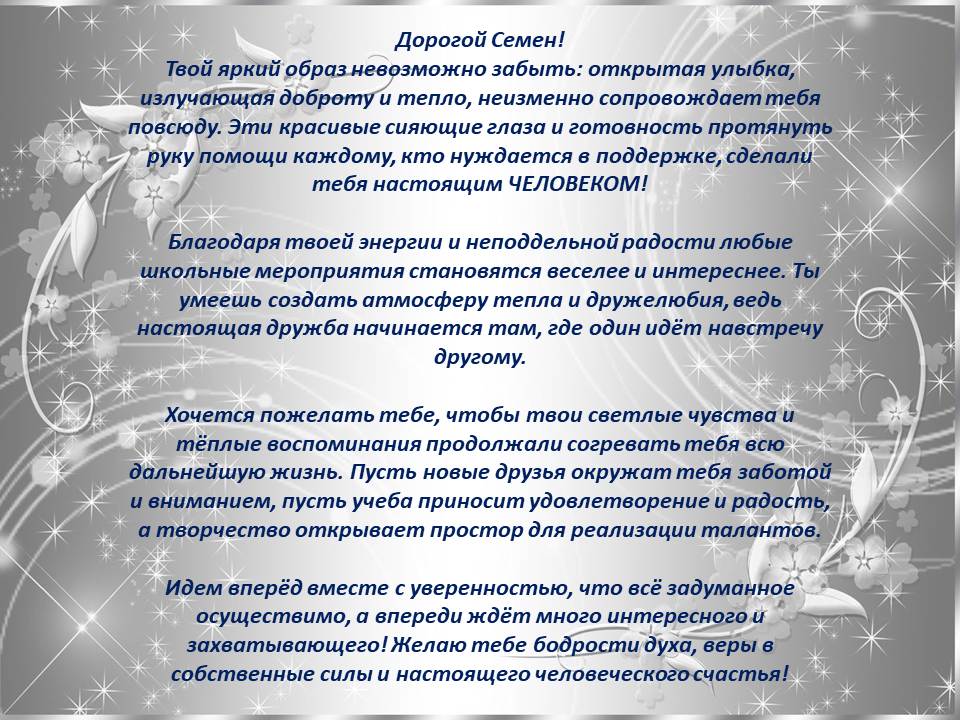 Дорогой Семен!
Твой яркий образ невозможно забыть: открытая улыбка,
излучающая доброту и тепло, неизменно сопровождает тебя
повсюду. Эти красивые сияющие глаза и готовность протянуть
руку помощи каждому, кто нуждается в поддержке, сделали
тебя настоящим ЧЕЛОВЕКОМ!
Благодаря твоей энергии и неподдельной радости любые
школьные мероприятия становятся веселее и интереснее. Ты
умеешь создать атмосферу тепла и дружелюбия, ведь
настоящая дружба начинается там, где один идёт навстречу
другому.
Хочется пожелать тебе, чтобы твои светлые чувства и
тёплые воспоминания продолжали согревать тебя всю
дальнейшую жизнь. Пусть новые друзья окружат тебя заботой
и вниманием, пусть учеба приносит удовлетворение и радость,
а творчество открывает простор для реализации талантов.
Идем вперёд вместе с уверенностью, что всё задуманное
осуществимо, а впереди ждёт много интересного и
захватывающего! Желаю тебе бодрости духа, веры в
собственные силы и настоящего человеческого счастья!